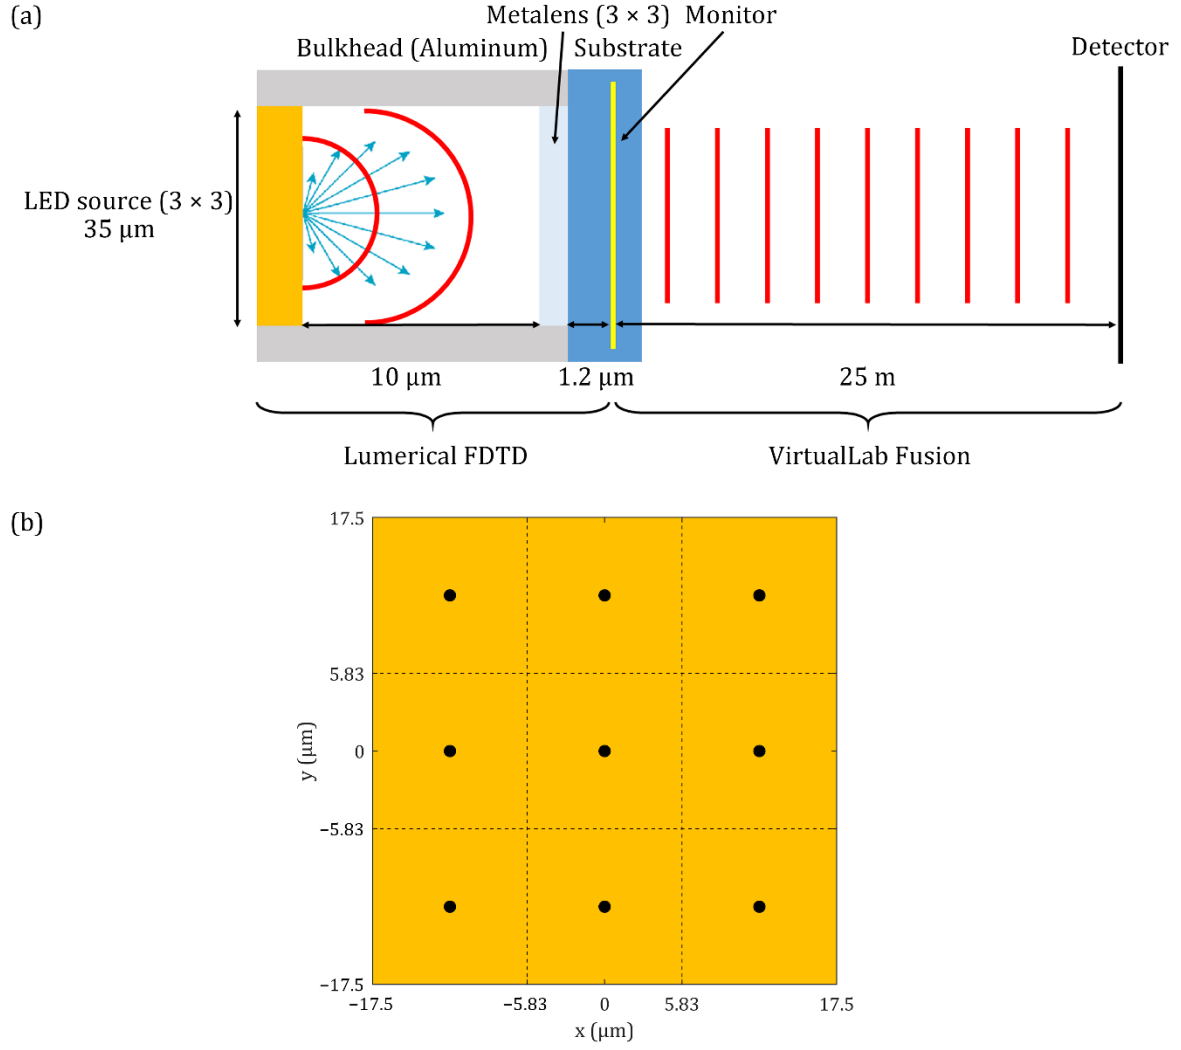 (a)
Metalens (3 × 3) Monitor
Bulkhead (Aluminum) Substrate
Detector
LED source (3 × 3)
35 μm
10 μm
1.2 μm
25 m
Lumerical FDTD
VirtualLab Fusion
(b)
17.5
5.83
0
−5.83
−17.5
y (μm)
−17.5
−5.83
0
5.83
17.5
x (μm)